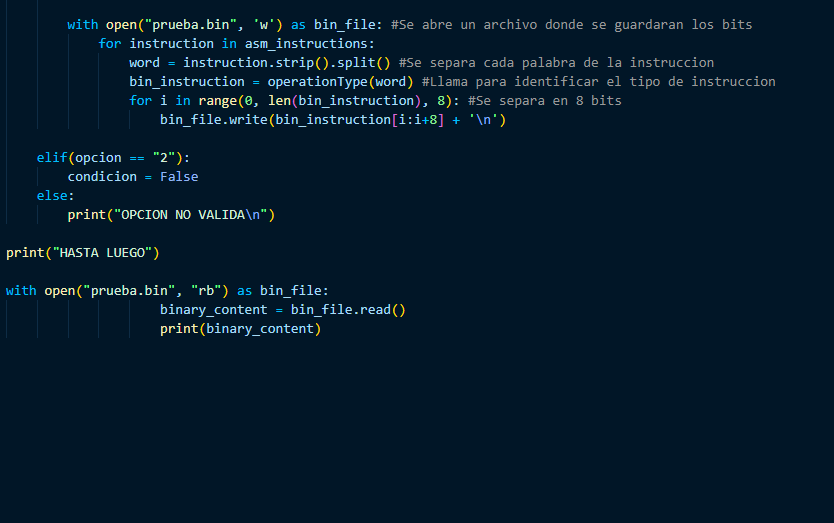 with open("prueba.bin", 'w') as bin_file: #Se abre un archivo donde se guardaran los bits
for instruction in asm_instructions:
word = instruction.strip().split() #Se separa cada palabra de la instruccion
bin_instruction = operationType(word) #Llama para identificar el tipo de instruccion
for i in range(0, len(bin_instruction), 8): #Se separa en 8 bits
bin_file.write(bin_instruction[i:i+8] + '\n')
elif(opcion == "2"):
condicion = False
else:
print("OPCION NO VALIDA\n")
print("HASTA LUEGO")
with open("prueba.bin", "rb") as bin_file:
binary_content = bin_file.read()
print(binary_content)